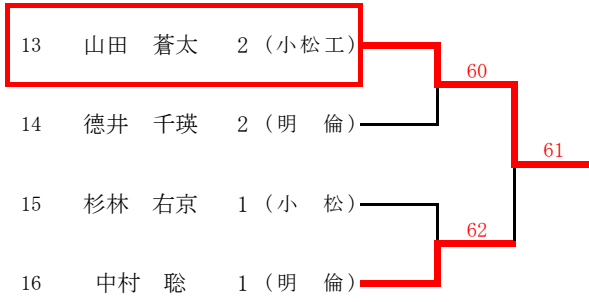 13 山田 蒼太 2 (小松工)
60
14 德井 千瑛 2 (明 倫)
61
15 杉林 右京 1 (小 松)
62
16 中村 聡 1 (明 倫)